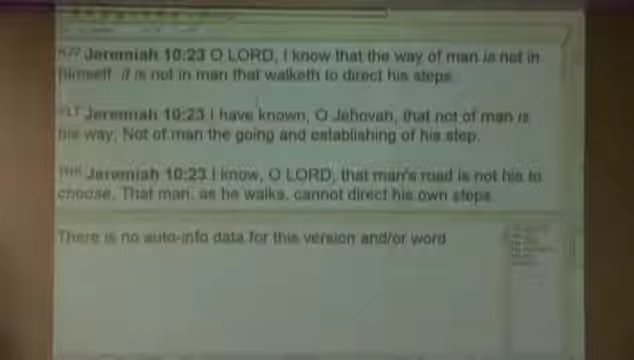 KJV Jeremiah 10:23 O LORD, I know that the way of man is not in
himself: it is not in man that walketh to direct his steps.
YLT Jeremiah 10:23 I have known, O Jehovah, that not of man is
his way, Not of man the going and establishing of his step.
Jeremiah 10:23 I know, O LORD, that man's road is not his to
choose, That man, as he walks, cannot direct his own steps.
There is no auto-info data for this version and/or word